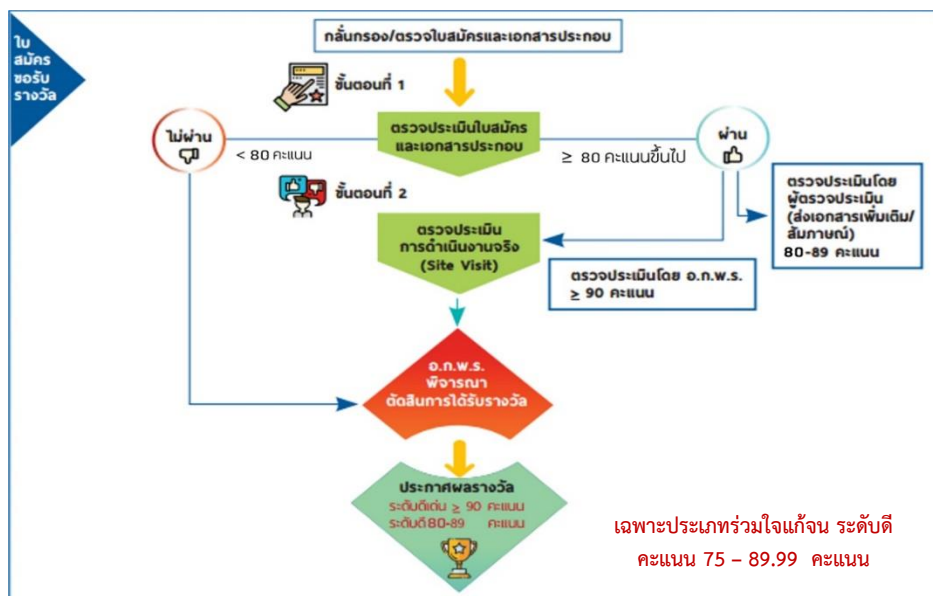 ใบ
สมัคร
ขอรับ
รางวัล
กลั่นกรอง/ตรวจใบสมัครและเอกสารประกอบ
ขั้นตอนที่ 1
ตรวจประเมินใบสมัคร
และเอกสารประกอบ
ไม่ผ่าน
< 80 คะแนน
≥ 80 คะแนนขึ้นไป
ผ่าน
ขั้นตอนที่ 2
ตรวจประเมินโดย
ผู้ตรวจประเมิน
(ส่งเอกสารเพิ่มเติม/
สัมภาษณ์)
80-89 คะแนน
ตรวจประเมิน
การดำเนินงานจริง
(Site Visit)
ตรวจประเมินโดย อ.ก.พ.ร.
≥ 90 คะแนน
อ.ก.พ.ร.
พิจารณา
ตัดสินการได้รับรางวัล
ประกาศผลรางวัล
ระดับดีเด่น ≥ 90 คะแนน
ระดับดี 80-89 คะแนน
เฉพาะประเภทร่วมใจแก้จน ระดับดี
คะแนน 75 – 89.99 คะแนน